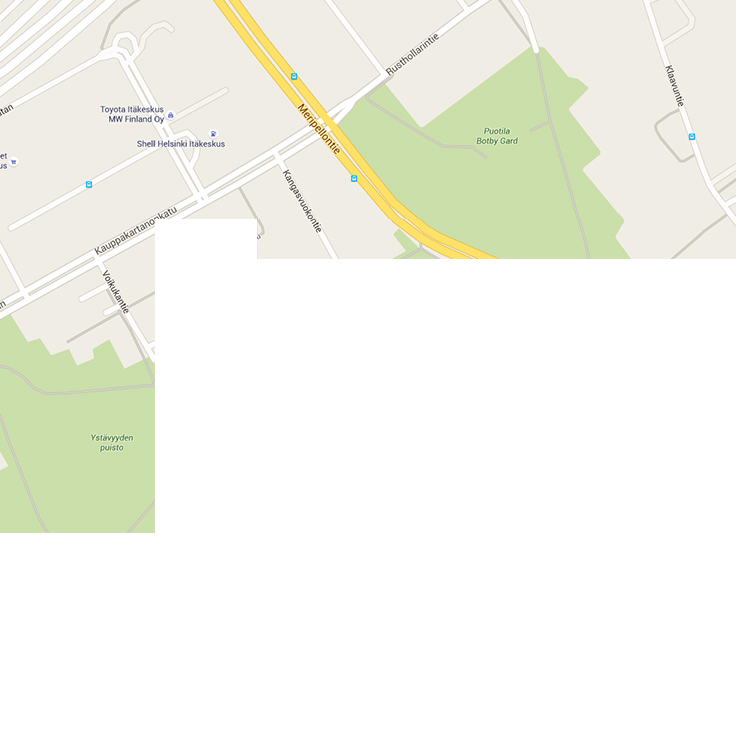 Rusthollarintie
Klaavuntie
Toyota Itäkeskus
MW Finland Oy
Meripellontie
Puotila
Botby Gard
Shell Helsinki Itäkeskus
Kangasvuokontie
Kauppakartanonkatu
Voikukantie
Ystävyyden
puisto